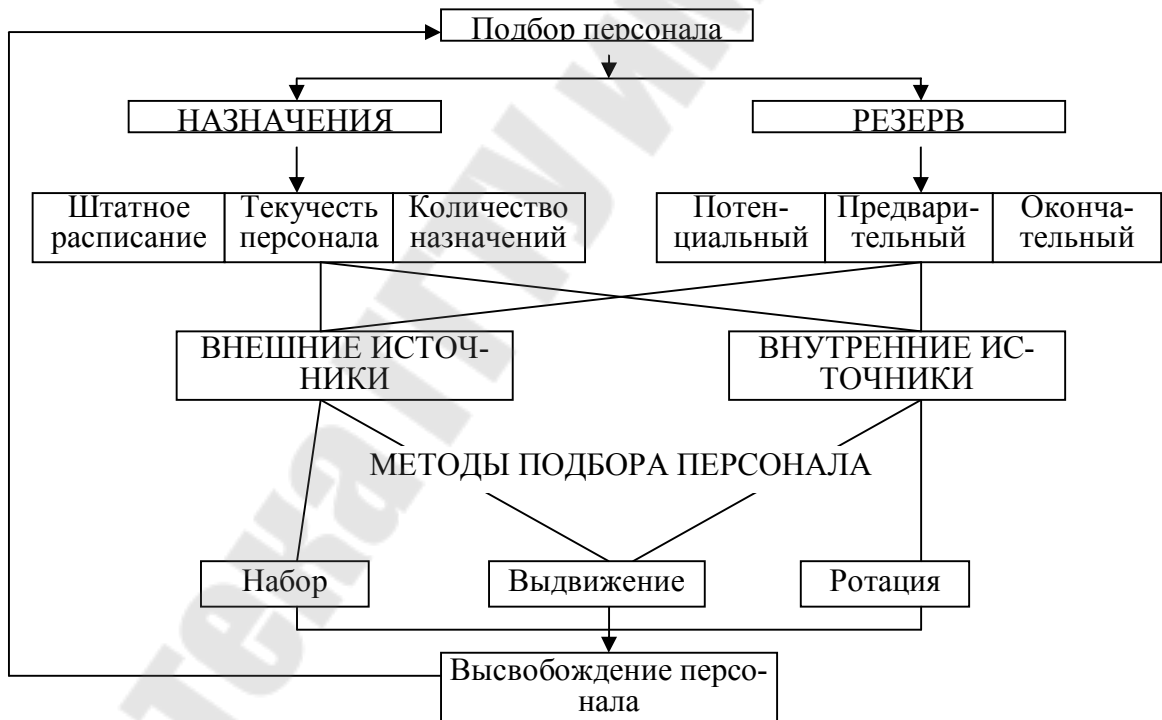 Подбор персонала
НАЗНАЧЕНИЯ
РЕЗЕРВ
Штатное
расписание
Текучесть
персонала
Количество
назначений
Потен-
циальный
Предвари-
тельный
Оконча-
тельный
ВНЕШНИЕ ИСТОЧ-
НИКИ
ВНУТРЕННИЕ ИС-
ТОЧНИКИ
МЕТОДЫ ПОДБОРА ПЕРСОНАЛА
Набор
Выдвижение
Ротация
Высвобождение персо-
нала